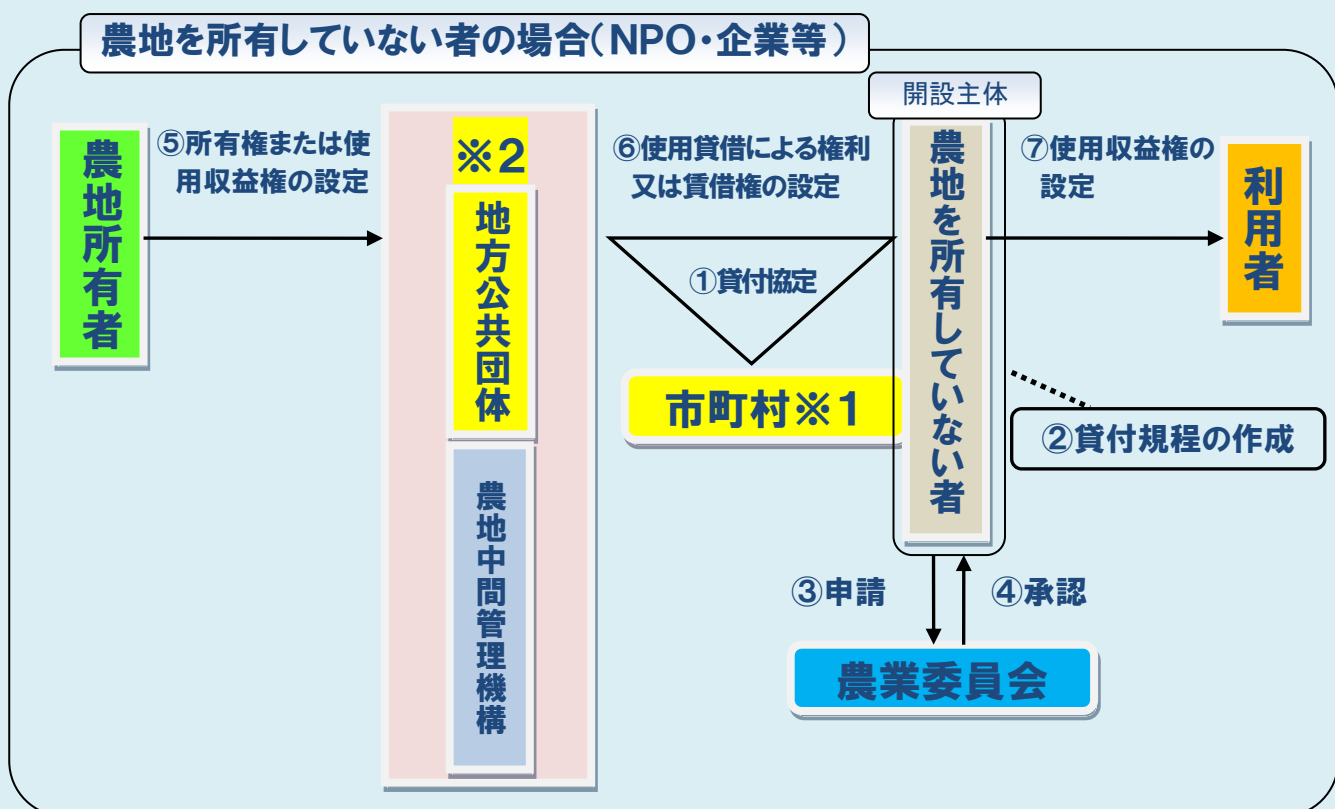 農地を所有していない者の場合(NPO・企業等)
開設主体
農地所有者
⑤所有権または使
用収益権の設定
※2
地方公共団体
農地中間管理機構
⑥使用貸借による権利
又は賃借権の設定
①貸付協定
市町村※1
農地を所有していない者
⑦使用収益権の
設定
利用者
②貸付規程の作成
③申請
④承認
農業委員会